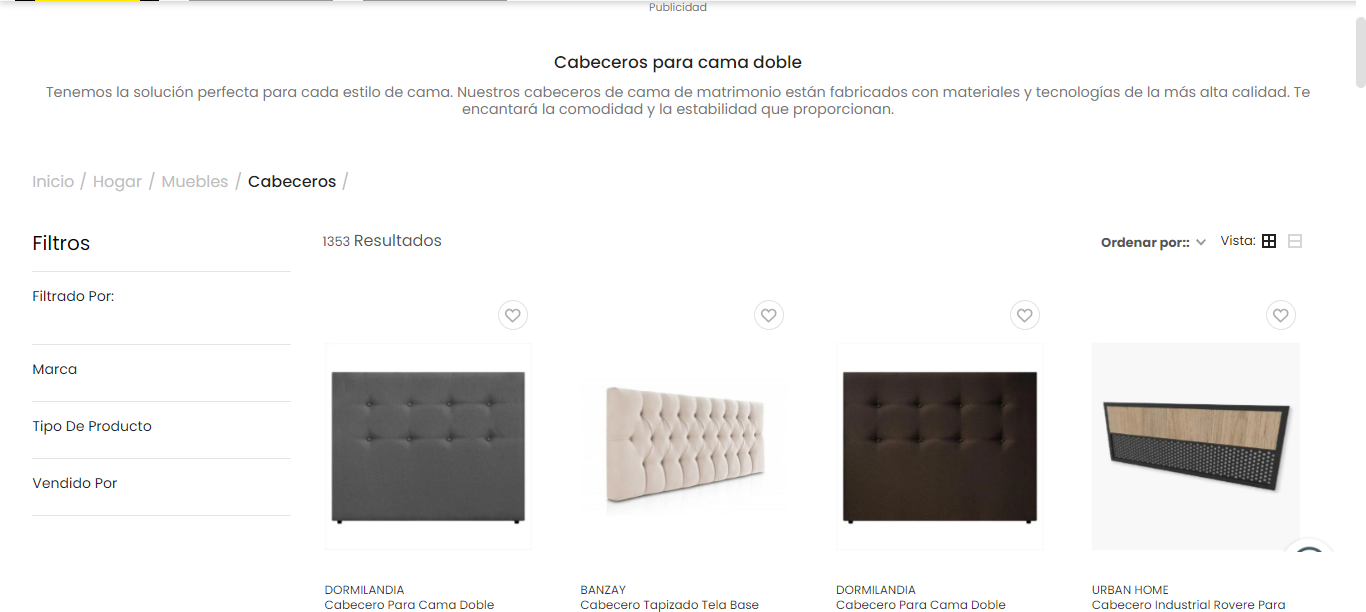 Publicidad
Cabeceros para cama doble
Tenemos la solución perfecta para cada estilo de cama. Nuestros cabeceros de cama de matrimonio están fabricados con materiales y tecnologías de la más alta calidad. Te
encantará la comodidad y la estabilidad que proporcionan.
Inicio / Hogar / Muebles / Cabeceros /
Filtros
1353 Resultados
Ordenar por:: Vista:
Filtrado Por:
Marca
Tipo De Producto
Vendido Por
DORMILANDIA
Cabecero Para Cama Doble
BANZAY
Cabecero Tapizado Tela Base
DORMILANDIA
Cabecero Para Cama Doble
URBAN HOME
Cabecero Industrial Rovere Para